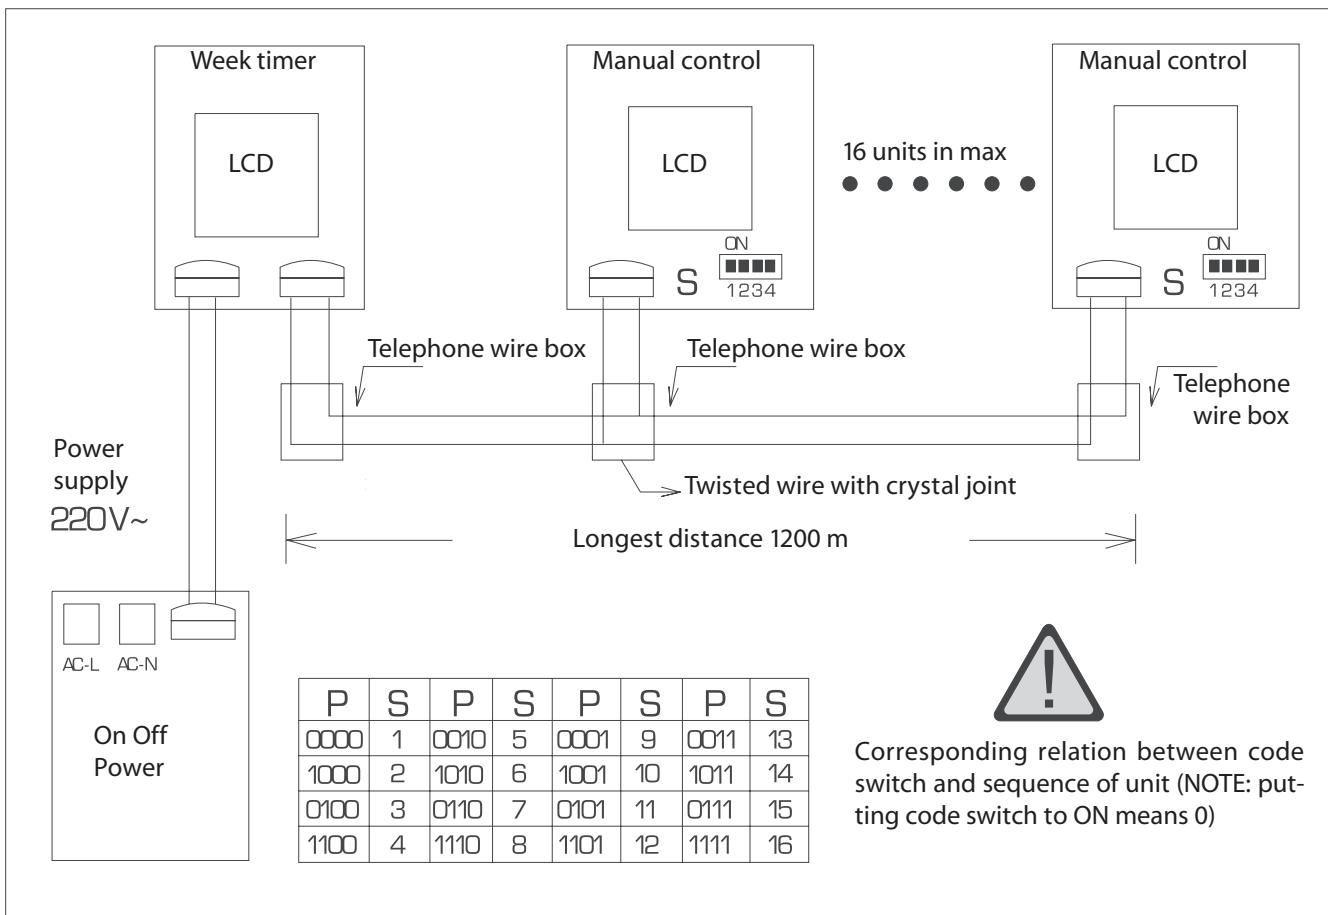 Week timer
Manual control
Manual control
LCD
LCD
16 units in max
LCD
ON
ON
S
1234
S
1234
Telephone wire box
Telephone wire box
Telephone
wire box
Power
supply
220V~
Twisted wire with crystal joint
Longest distance 1200 m
AC-L AC-N
On Off
Power
P S P S P S P S
0000 1 0010 5 0001 9 0011 13
1000 2 1010 6 1001 10 1011 14
0100 3 0110 7 0101 11 0111 15
1100 4 1110 8 1101 12 1111 16
!
Corresponding relation between code
switch and sequence of unit (NOTE: put-
ting code switch to ON means 0)